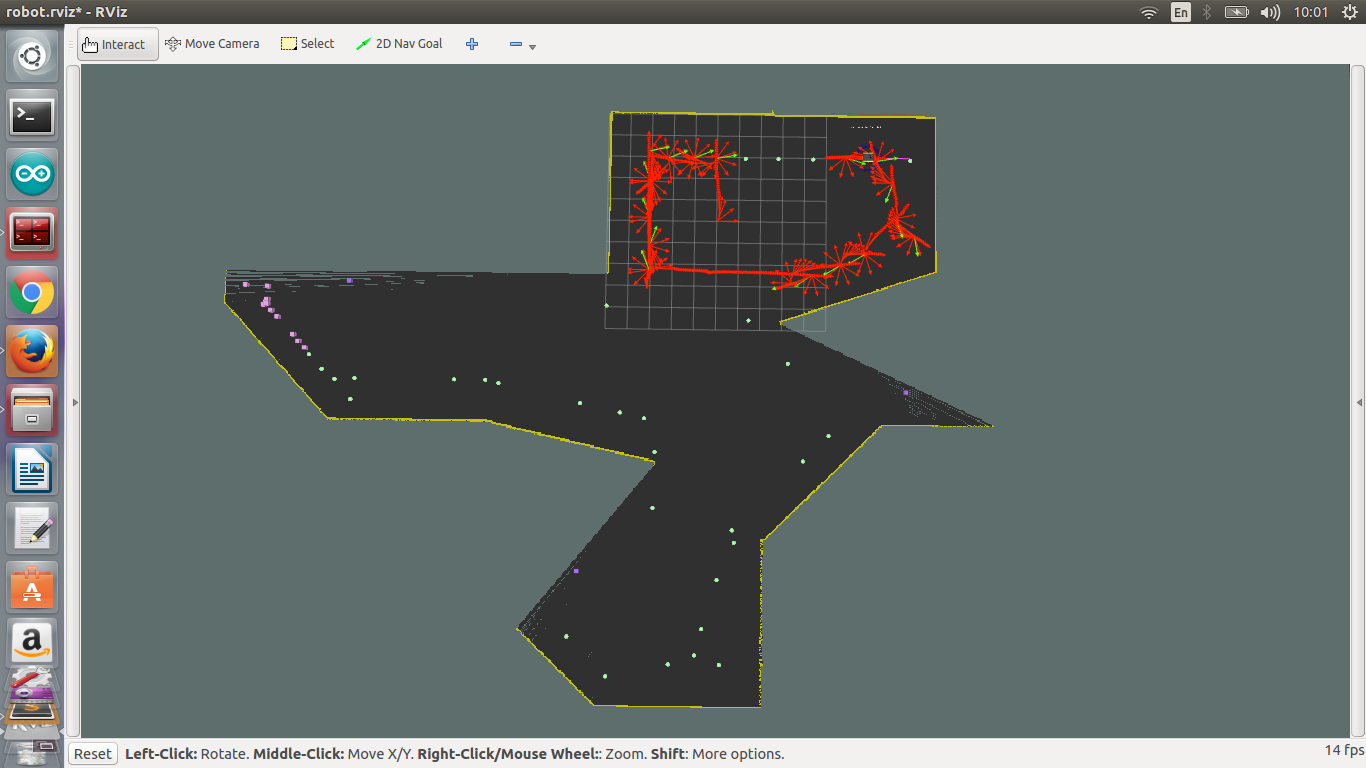 robot.rviz* - RViz
En
10:01
Interact
Move Camera
Select
2D Nav Goal
Reset
Left-Click: Rotate. Middle-Click: Move X/Y. Right-Click/Mouse Wheel:: Zoom. Shift: More options.
14 fps